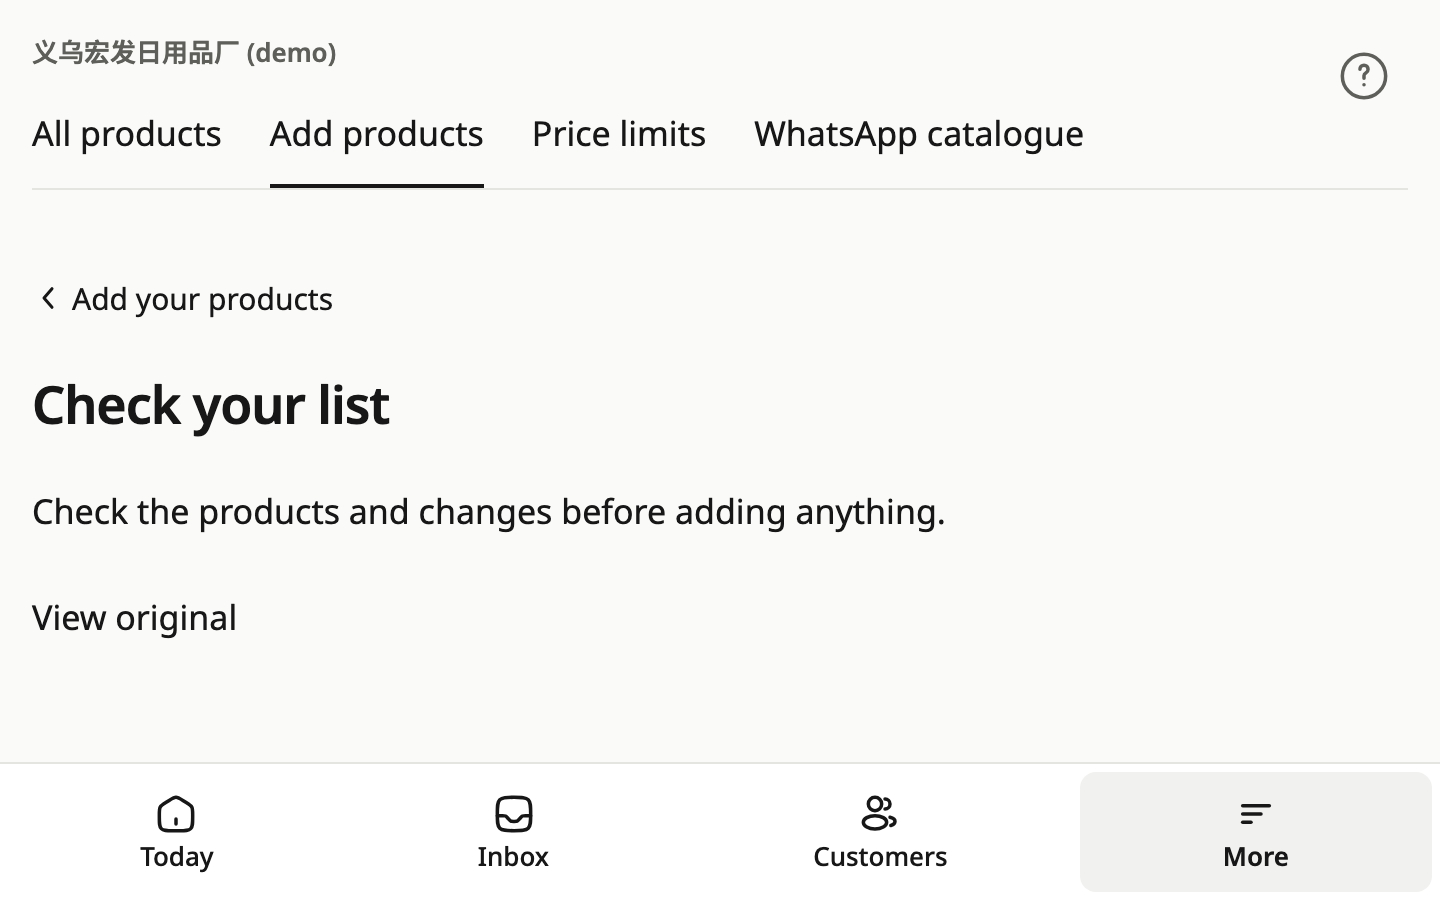 义乌宏发日用品厂 (demo)
?
All products Add products Price limits WhatsApp catalogue
Add your products
Check your list
Check the products and changes before adding anything.
View original
Today Inbox Customers More